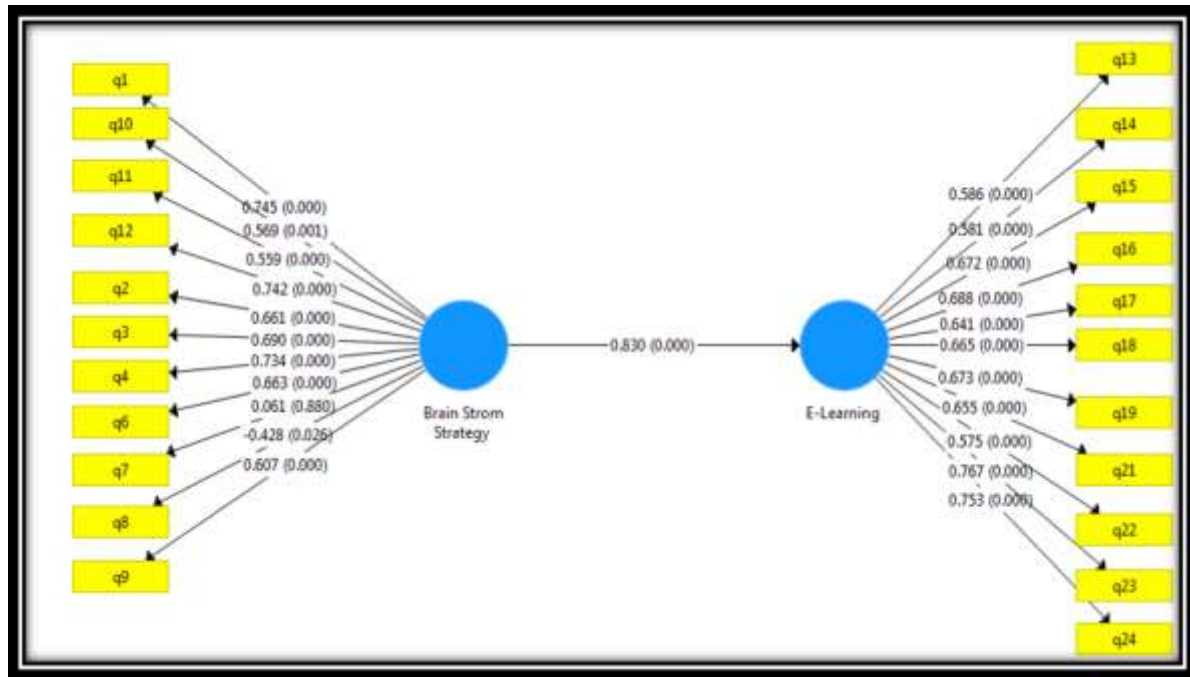 q1
q10
q11
q12
q2
q3
q4
q6
q7
q8
q9
0.745 (0.000)
0.569 (0.001)
0.559 (0.000)
0.742 (0.000)
0.661 (0.000)
0.690 (0.000)
0.734 (0.000)
0.663 (0.000)
0.061 (0.880)
-0.428 (0.026)
0.607 (0.000)
Brain Strom
Strategy
0.830 (0.000)
E-Learning
0.586 (0.000)
0.581 (0.000)
0.672 (0.000)
0.688 (0.000)
0.641 (0.000)
0.665 (0.000)
0.673 (0.000)
0.655 (0.000)
0.575 (0.000)
0.767 (0.000)
0.753 (0.000)
q13
q14
q15
q16
q17
q18
q19
q21
q22
q23
q24